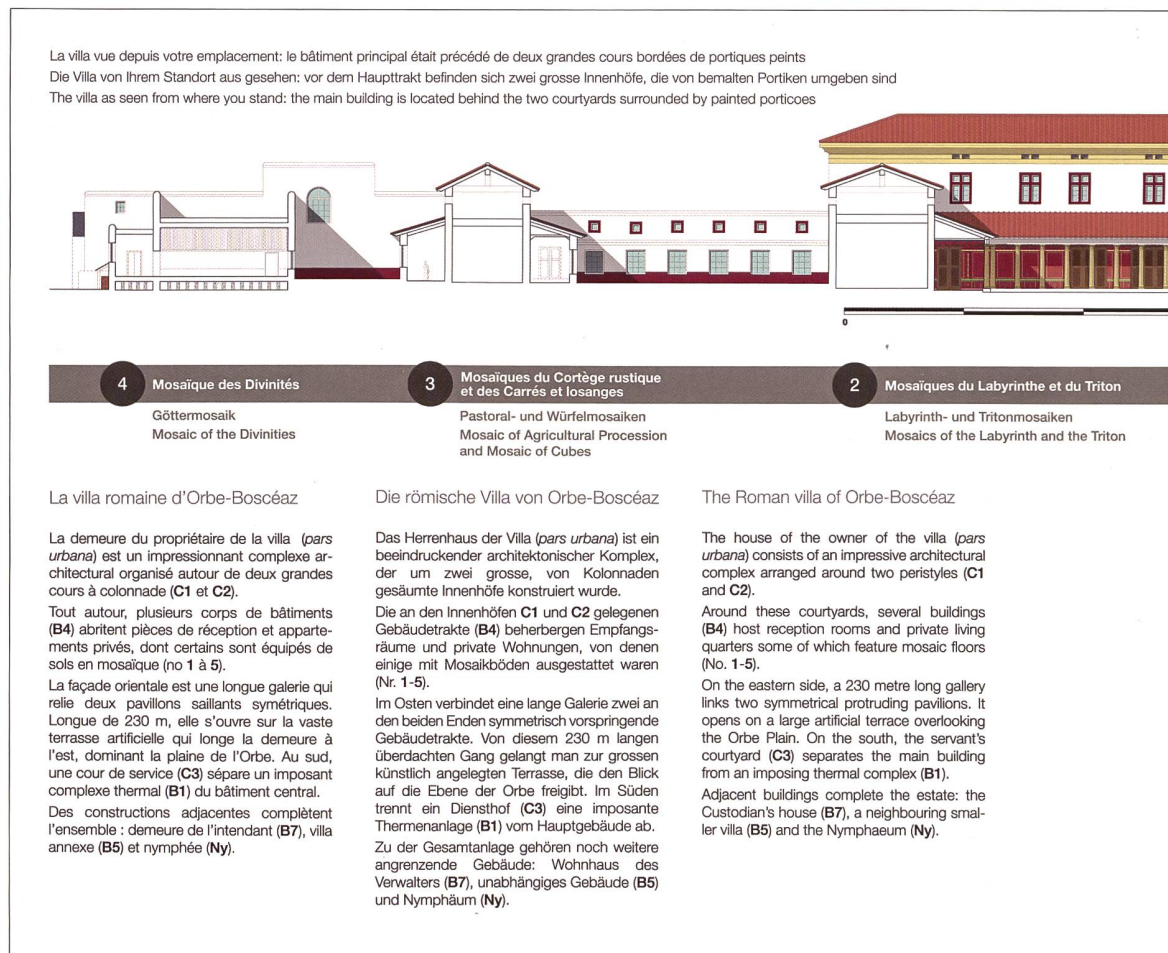 La villa vue depuis votre emplacement: le bâtiment principal était précédé de deux grandes cours bordées de portiques peints
Die Villa von Ihrem Standort aus gesehen: vor dem Haupttrakt befinden sich zwei grosse Innenhöfe, die von bemalten Portiken umgeben sind
The villa as seen from where you stand: the main building is located behind the two courtyards surrounded by painted porticoes
0
4 Mosaïque des Divinités
Göttermosaik
Mosaic of the Divinities
3 Mosaïques du Cortège rustique
et des Carrés et losanges
Pastoral- und Würfelmosaiken
Mosaic of Agricultural Procession
and Mosaic of Cubes
2 Mosaïques du Labyrinthe et du Triton
Labyrinth- und Tritonmosaiken
Mosaics of the Labyrinth and the Triton
La villa romaine d'Orbe-Boscéaz
La demeure du propriétaire de la villa (pars
urbana) est un impressionnant complexe ar-
chitectural organisé autour de deux grandes
cours à colonnade (C1 et C2).
Tout autour, plusieurs corps de bâtiments
(B4) abritent pièces de réception et apparte-
ments privés, dont certains sont équipés de
sols en mosaïque (no 1 à 5).
La façade orientale est une longue galerie qui
relie deux pavillons saillants symétriques.
Longue de 230 m, elle s'ouvre sur la vaste
terrasse artificielle qui longe la demeure à
l'est, dominant la plaine de l'Orbe. Au sud,
une cour de service (C3) sépare un imposant
complexe thermal (B1) du bâtiment central.
Des constructions adjacentes complètent
l'ensemble : demeure de l'intendant (B7), villa
annexe (B5) et nymphée (Ny).
Die römische Villa von Orbe-Boscéaz
Das Herrenhaus der Villa (pars urbana) ist ein
beeindruckender architektonischer Komplex,
der um zwei grosse, von Kolonnaden
gesäumte Innenhöfe konstruiert wurde.
Die an den Innenhöfen C1 und C2 gelegenen
Gebäudetrakte (B4) beherbergen Empfangs-
räume und private Wohnungen, von denen
einige mit Mosaikböden ausgestattet waren
(Nr. 1-5).
Im Osten verbindet eine lange Galerie zwei an
den beiden Enden symmetrisch vorspringende
Gebäudetrakte. Von diesem 230 m langen
überdachten Gang gelangt man zur grossen
künstlich angelegten Terrasse, die den Blick
auf die Ebene der Orbe freigibt. Im Süden
trennt ein Diensthof (C3) eine imposante
Thermenanlage (B1) vom Hauptgebäude ab.
Zu der Gesamtanlage gehören noch weitere
angrenzende Gebäude: Wohnhaus des
Verwalters (B7), unabhängiges Gebäude (B5)
und Nymphäum (Ny).
The Roman villa of Orbe-Boscéaz
The house of the owner of the villa (pars
urbana) consists of an impressive architectural
complex arranged around two peristyles (C1
and C2).
Around these courtyards, several buildings
(B4) host reception rooms and private living
quarters some of which feature mosaic floors
(No. 1-5).
On the eastern side, a 230 metre long gallery
links two symmetrical protruding pavilions. It
opens on a large artificial terrace overlooking
the Orbe Plain. On the south, the servant's
courtyard (C3) separates the main building
from an imposing thermal complex (B1).
Adjacent buildings complete the estate: the
Custodian's house (B7), a neighbouring smal-
ler villa (B5) and the Nymphaeum (Ny).